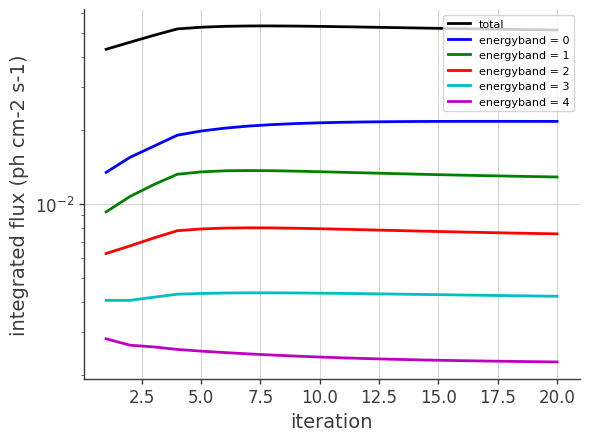 total
energyband = 0
energyband = 1
energyband = 2
energyband = 3
energyband = 4
integrated flux (ph cm-2 s-1)
10⁻²
2.5 5.0 7.5 10.0 12.5 15.0 17.5 20.0
iteration